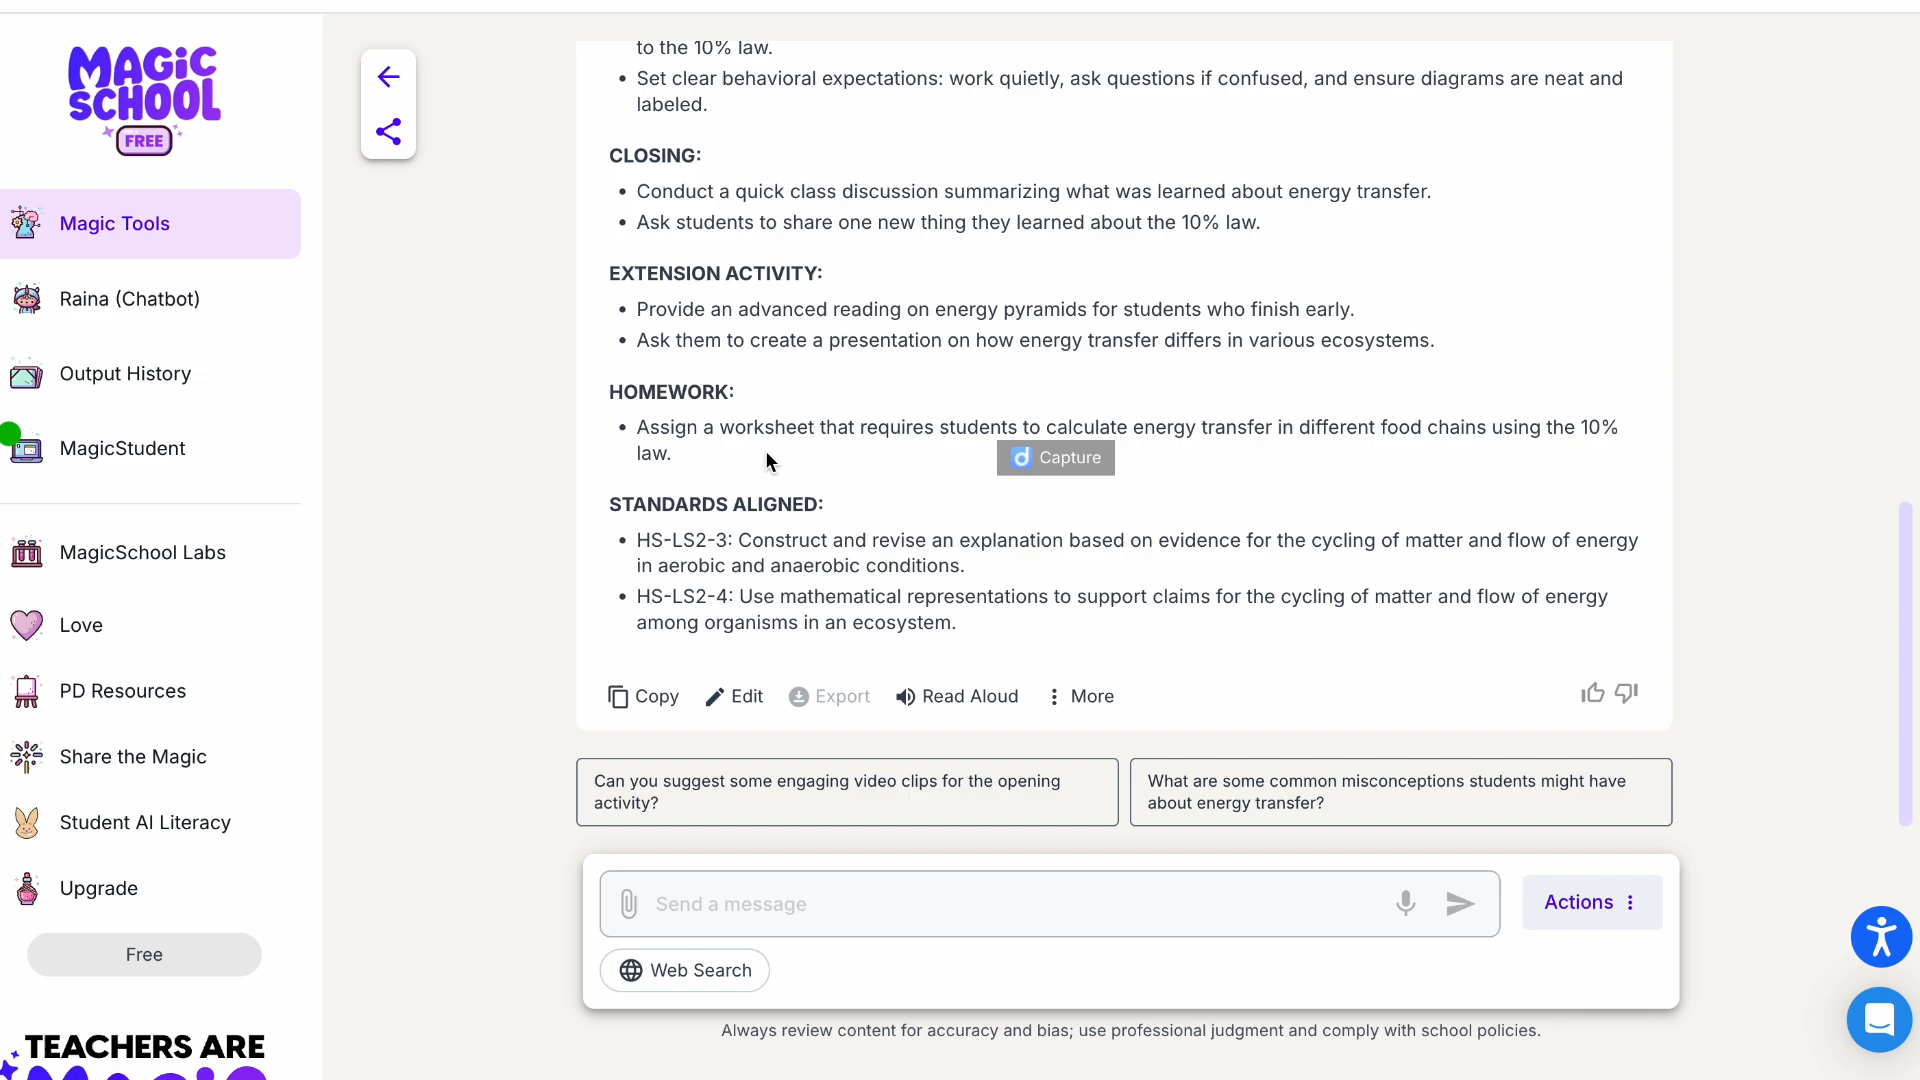 MAGIC
SCHOOL
FREE
Magic Tools
Raina (Chatbot)
Output History
MagicStudent
MagicSchool Labs
Love
PD Resources
Share the Magic
Student AI Literacy
Upgrade
Free
TEACHERS ARE
MAGIC
to the 10% law.
• Set clear behavioral expectations: work quietly, ask questions if confused, and ensure diagrams are neat and
labeled.
CLOSING:
• Conduct a quick class discussion summarizing what was learned about energy transfer.
• Ask students to share one new thing they learned about the 10% law.
EXTENSION ACTIVITY:
• Provide an advanced reading on energy pyramids for students who finish early.
• Ask them to create a presentation on how energy transfer differs in various ecosystems.
HOMEWORK:
• Assign a worksheet that requires students to calculate energy transfer in different food chains using the 10%
law.
d Capture
STANDARDS ALIGNED:
• HS-LS2-3: Construct and revise an explanation based on evidence for the cycling of matter and flow of energy
in aerobic and anaerobic conditions.
• HS-LS2-4: Use mathematical representations to support claims for the cycling of matter and flow of energy
among organisms in an ecosystem.
Copy Edit Export Read Aloud More
Can you suggest some engaging video clips for the opening
activity?
What are some common misconceptions students might have
about energy transfer?
Send a message
Actions
Web Search
Always review content for accuracy and bias; use professional judgment and comply with school policies.